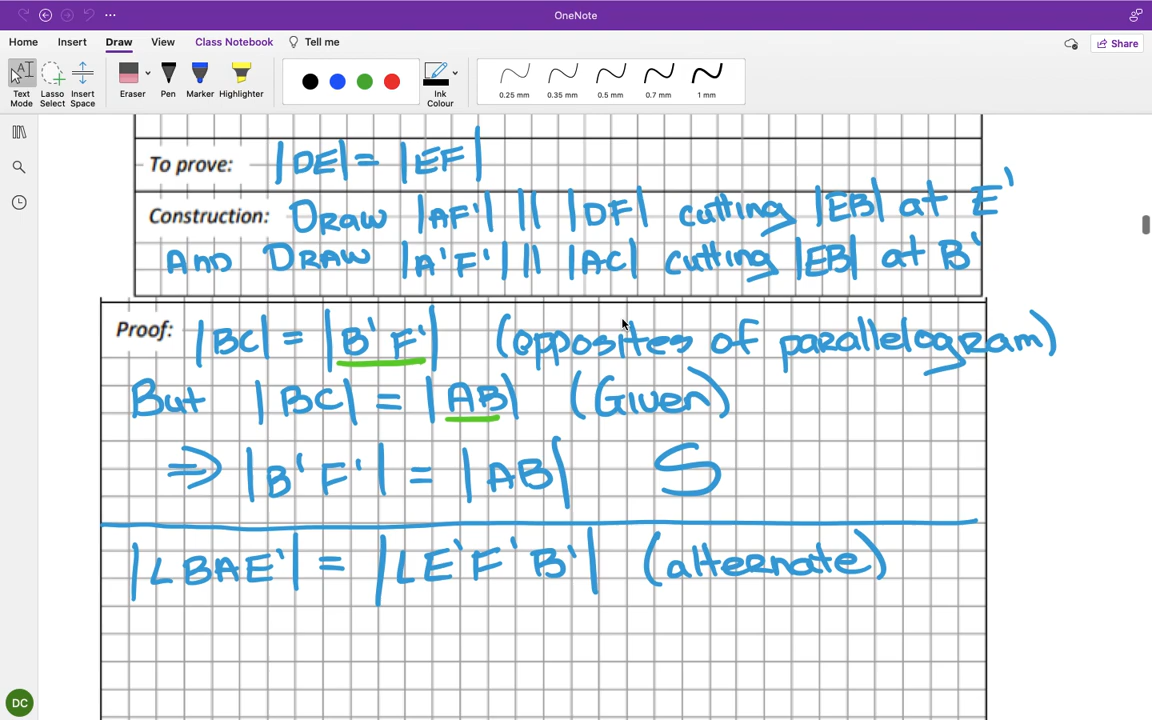 OneNote
Home Insert Draw View Class Notebook Tell me
Share
Text Mode Lasso Select Insert Space Eraser Pen Marker Highlighter Ink Colour 0.25 mm 0.35 mm 0.5 mm 0.7 mm 1 mm
To prove: |DE| = |EF|
Construction: DRAW |AF'| || |DF| cutting |EB| at E'
AND DRAW |A'F'| || |AC| cutting |EB| at B'
Proof: |BC| = |B'F'| (opposites of parallelogram)
But |BC| = |AB| (Given)
⇒ |B'F'| = |AB| S
|∠BAE'| = |∠E'F'B'| (alternate)
DC